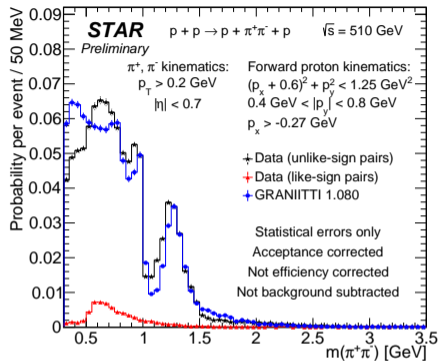 STAR
Preliminary
p + p → p + π⁺π⁻ + p
√s = 510 GeV
π⁺, π⁻ kinematics:
p_T > 0.2 GeV
|η| < 0.7
Forward proton kinematics:
(p_x + 0.6)² + p_y² < 1.25 GeV²
0.4 GeV < |p_y| < 0.8 GeV
p_x > -0.27 GeV
Data (unlike-sign pairs)
Data (like-sign pairs)
GRANIITTI 1.080
Statistical errors only
Acceptance corrected
Not efficiency corrected
Not background subtracted
Probability per event / 50 MeV
0.09
0.08
0.07
0.06
0.05
0.04
0.03
0.02
0.01
0
0.5 1 1.5 2 2.5 3 3.5
m(π⁺π⁻) [GeV]